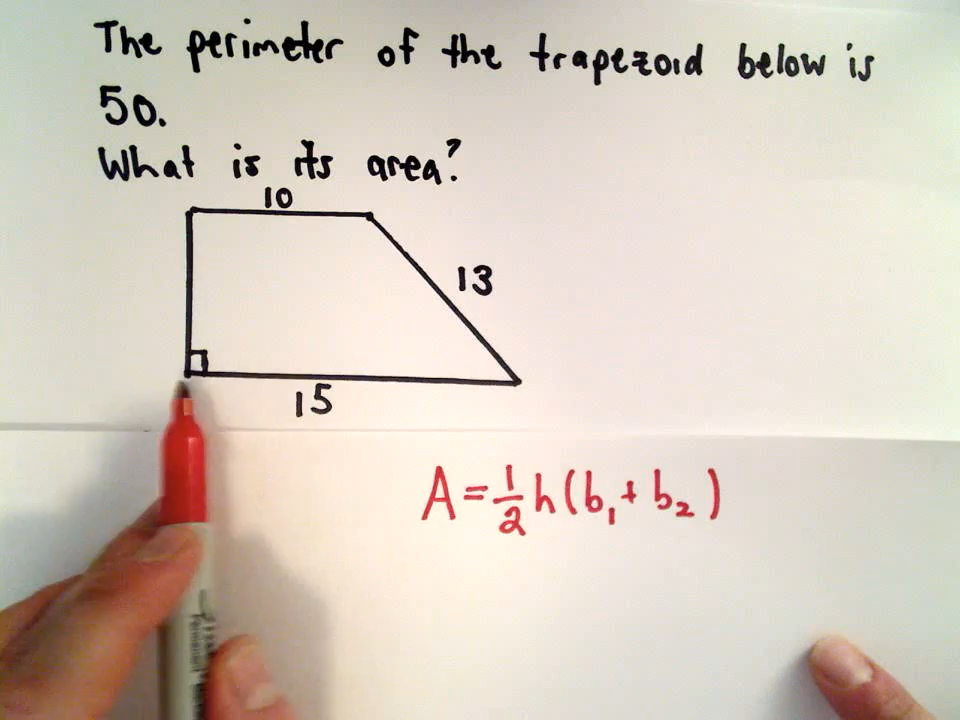 The perimeter of the trapezoid below is
50.
What is its area?
10
13
15
A = 1/2 h (b₁ + b₂)